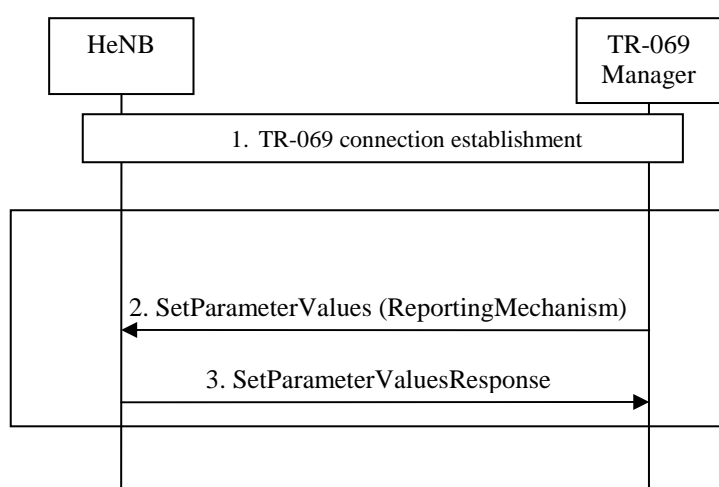 HeNB
TR-069
Manager
1. TR-069 connection establishment
2. SetParameterValues (ReportingMechanism)
3. SetParameterValuesResponse